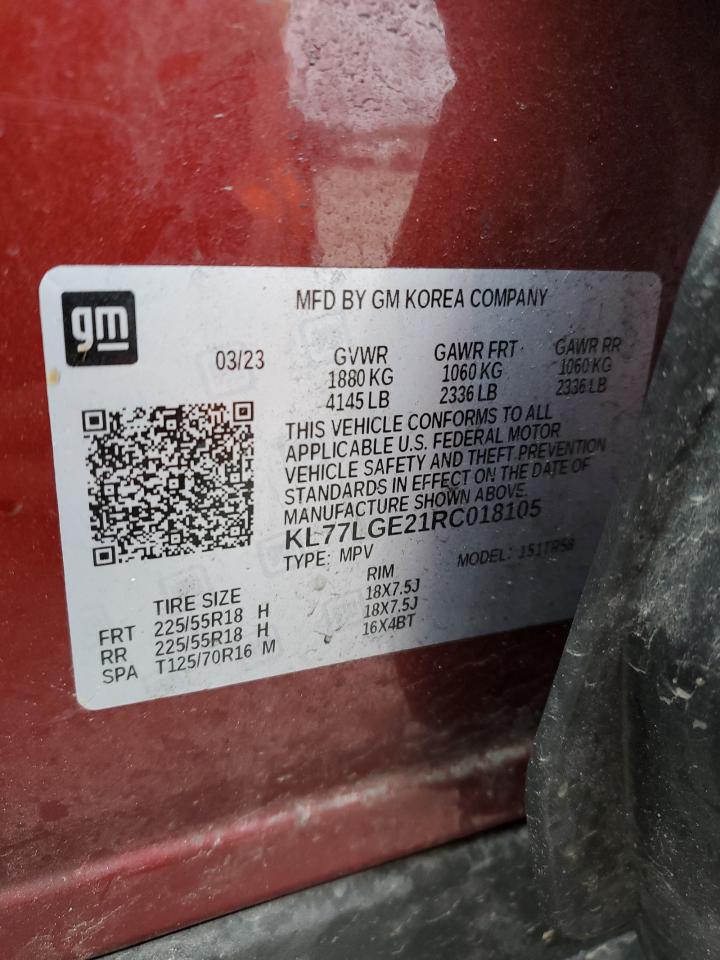 gm
MFD BY GM KOREA COMPANY
03/23
GVWR GAWR FRT GAWR RR
1880 KG 1060 KG 1060 KG
4145 LB 2336 LB 2336 LB
THIS VEHICLE CONFORMS TO ALL
APPLICABLE U.S. FEDERAL MOTOR
VEHICLE SAFETY AND THEFT PREVENTION
STANDARDS IN EFFECT ON THE DATE OF
MANUFACTURE SHOWN ABOVE.
KL77LGE21RC018105
TYPE: MPV MODEL: 151TR58
TIRE SIZE RIM
FRT 225/55R18 H 18X7.5J
RR 225/55R18 H 18X7.5J
SPA T125/70R16 M 16X4BT